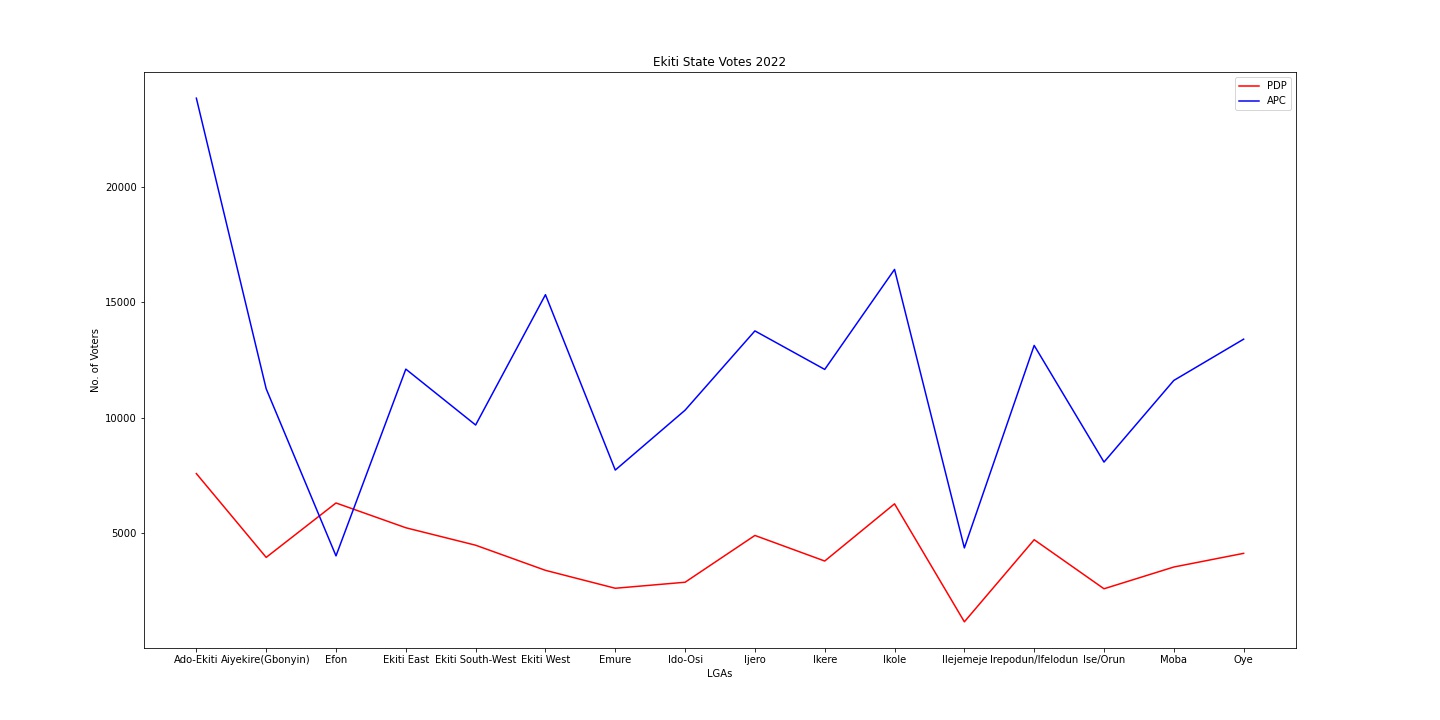 Ekiti State Votes 2022
PDP
APC
20000
15000
10000
5000
No. of Voters
Ado-Ekiti Aiyekire(Gbonyin) Efon Ekiti East Ekiti South-West Ekiti West Emure Ido-Osi Ijero Ikere Ikole Ilejemeje Irepodun/Ifelodun Ise/Orun Moba Oye
LGAs